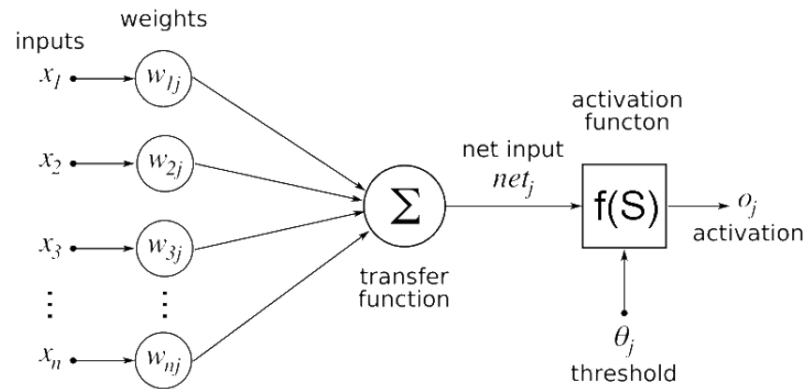 inputs
weights
x1
w1j
x2
w2j
x3
w3j
⋮
⋮
xn
wnj
Σ
transfer
function
net input
netj
activation
functon
f(S)
oj
activation
θj
threshold